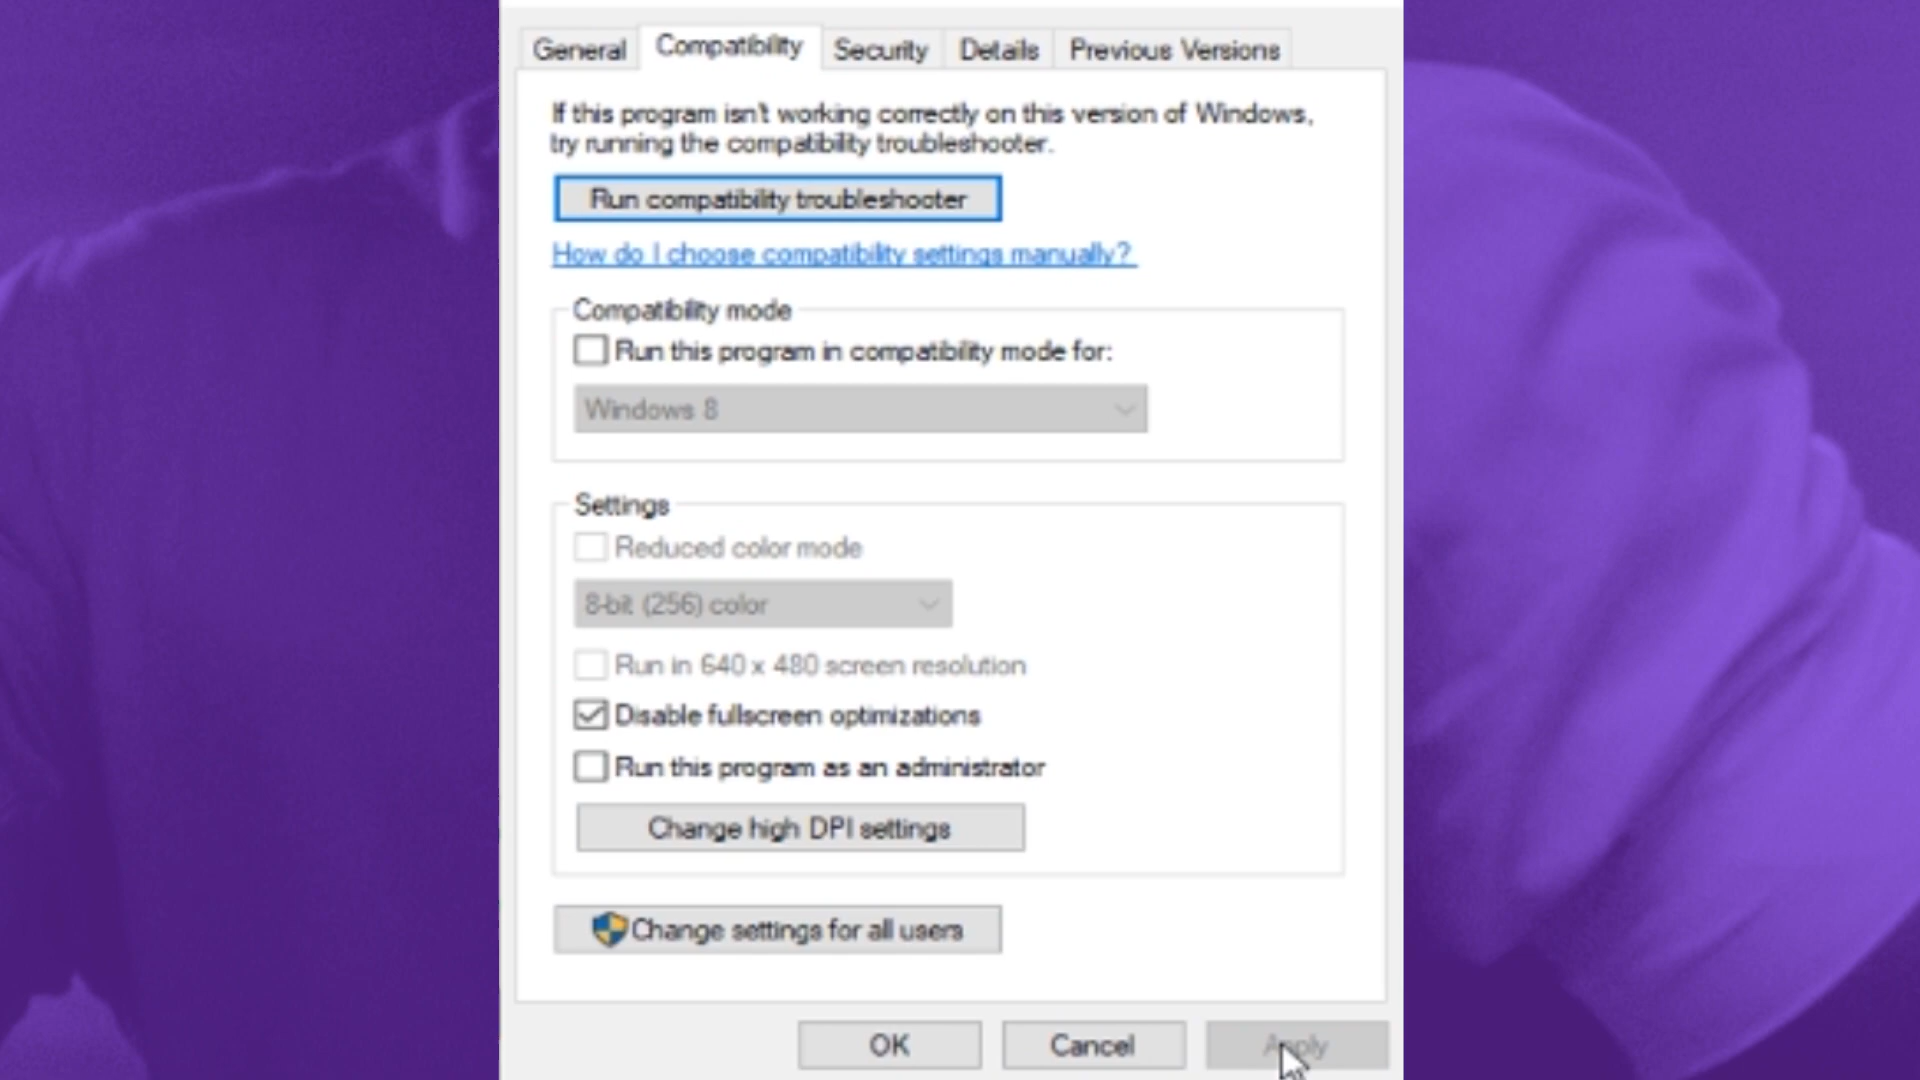 General Compatibility Security Details Previous Versions
If this program isn't working correctly on this version of Windows,
try running the compatibility troubleshooter.
Run compatibility troubleshooter
How do I choose compatibility settings manually?
Compatibility mode
Run this program in compatibility mode for:
Windows 8
Settings
Reduced color mode
8-bit (256) color
Run in 640 x 480 screen resolution
Disable fullscreen optimizations
Run this program as an administrator
Change high DPI settings
Change settings for all users
OK Cancel Apply